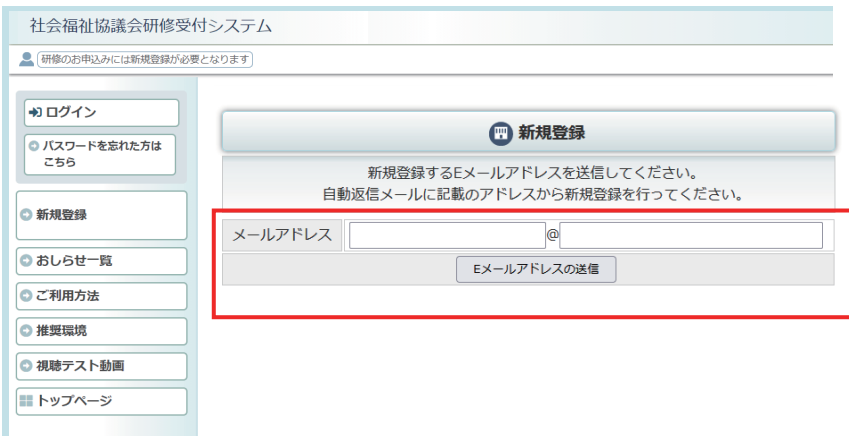 社会福祉協議会研修受付システム
研修のお申込みには新規登録が必要となります
ログイン
パスワードを忘れた方は
こちら
新規登録
おしらせ一覧
ご利用方法
推奨環境
視聴テスト動画
トップページ
新規登録
新規登録するEメールアドレスを送信してください。
自動返信メールに記載のアドレスから新規登録を行ってください。
メールアドレス @
Eメールアドレスの送信